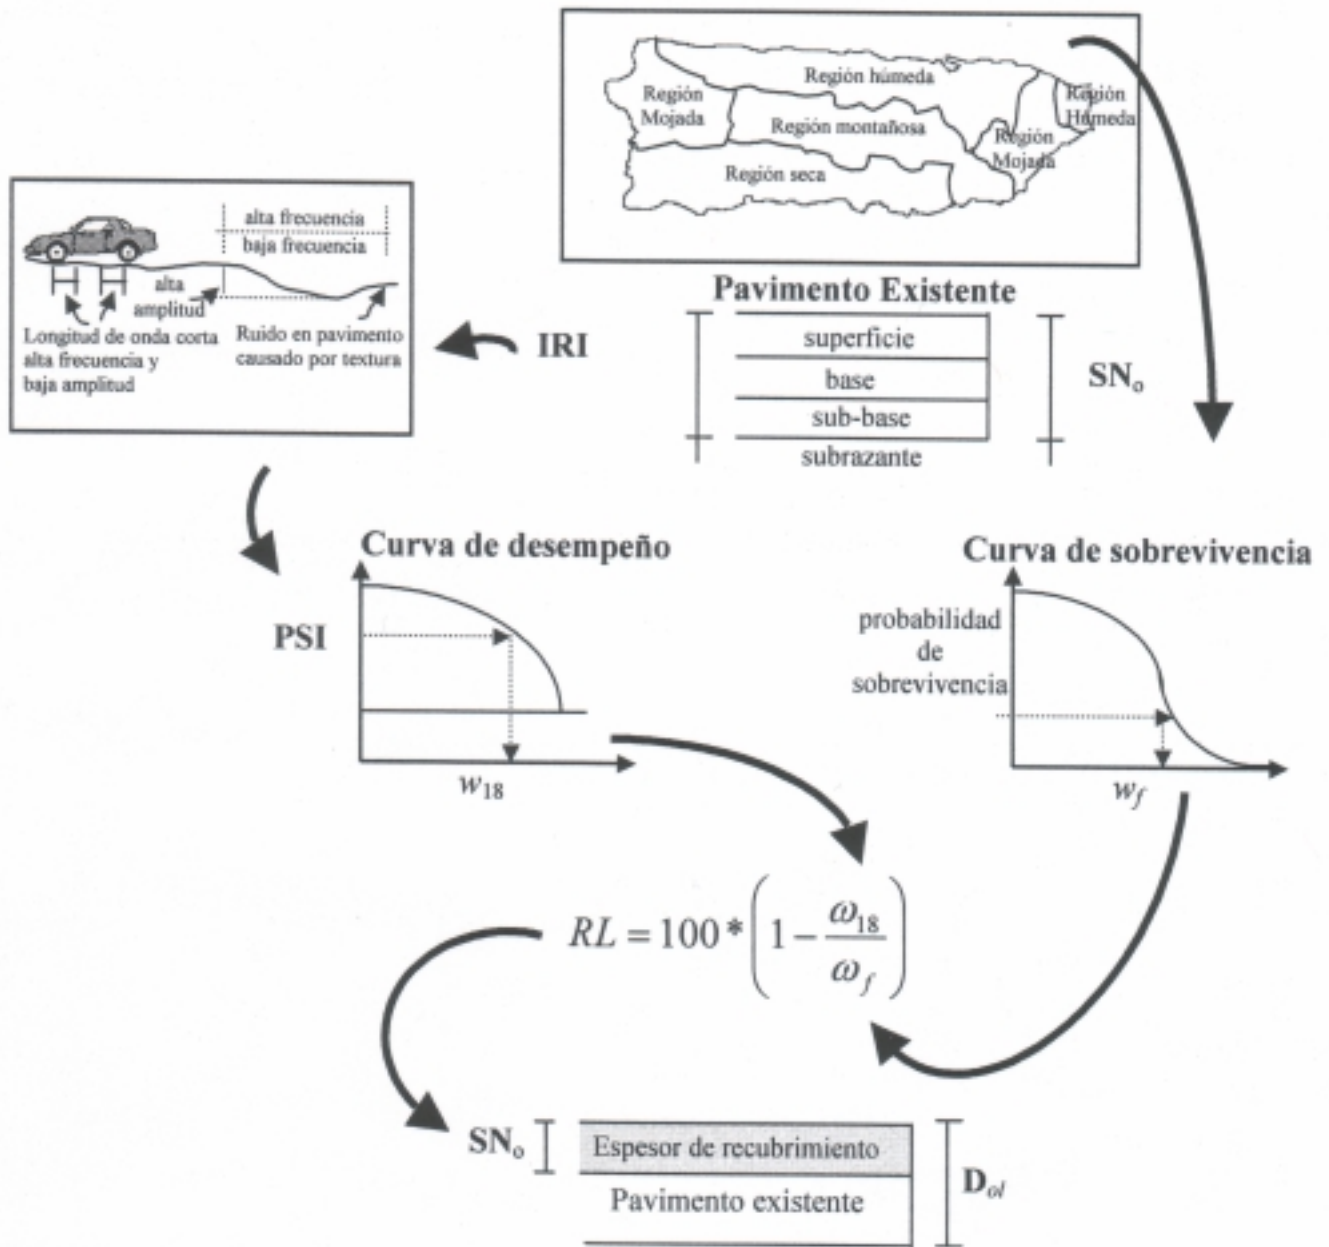 Región húmeda
Región
Mojada
Región
Húmeda
Región montañosa
Región
Mojada
Región seca
alta frecuencia
baja frecuencia
alta
amplitud
Longitud de onda corta
alta frecuencia y
baja amplitud
Ruido en pavimento
causado por textura
IRI
Pavimento Existente
superficie
base
sub-base
subrazante
SNₒ
Curva de desempeño
PSI
w₁₈
Curva de sobrevivencia
probabilidad
de
sobrevivencia
w_f
RL = 100 * (1 - ω₁₈ / ω_f)
SNₒ
Espesor de recubrimiento
Pavimento existente
D_ol